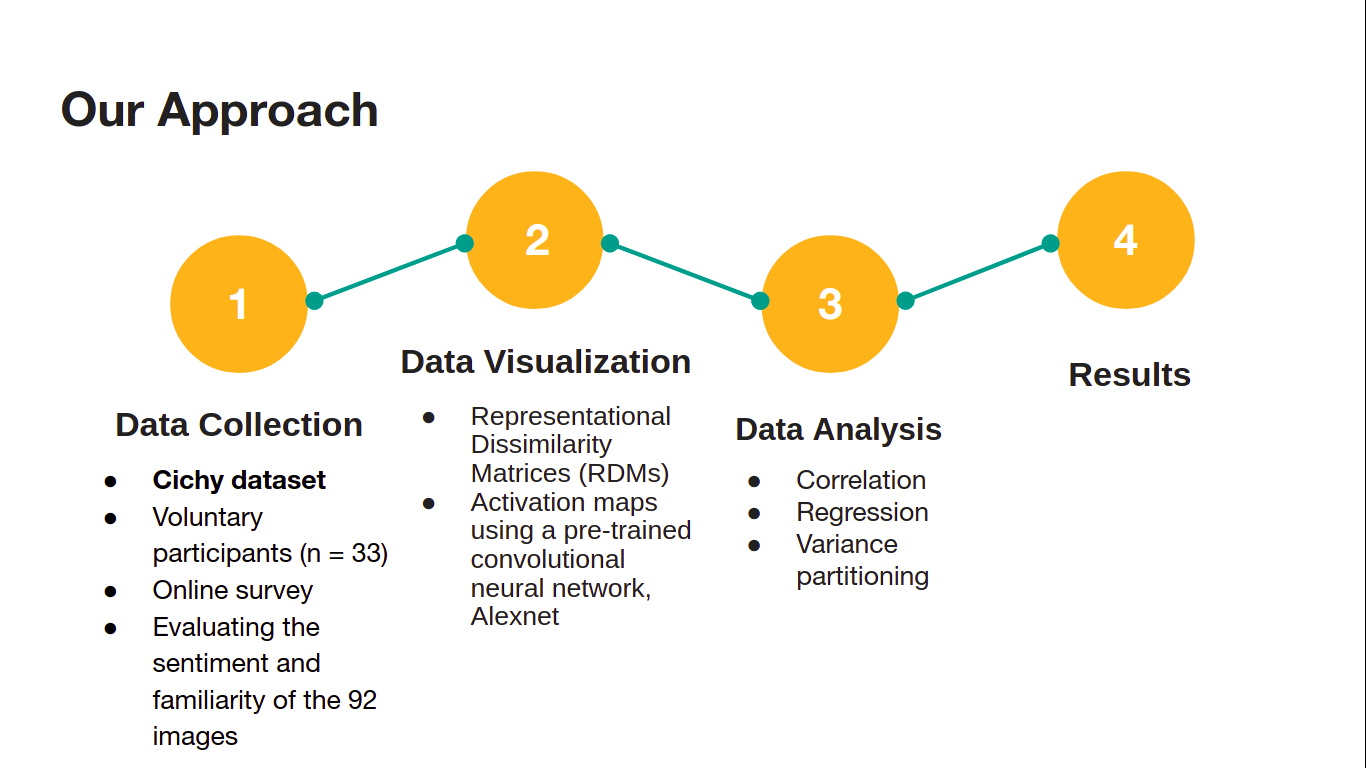 Our Approach
1
2
3
4
Data Collection
● Cichy dataset
● Voluntary
participants (n = 33)
● Online survey
● Evaluating the
sentiment and
familiarity of the 92
images
Data Visualization
● Representational
Dissimilarity
Matrices (RDMs)
● Activation maps
using a pre-trained
convolutional
neural network,
Alexnet
Data Analysis
● Correlation
● Regression
● Variance
partitioning
Results